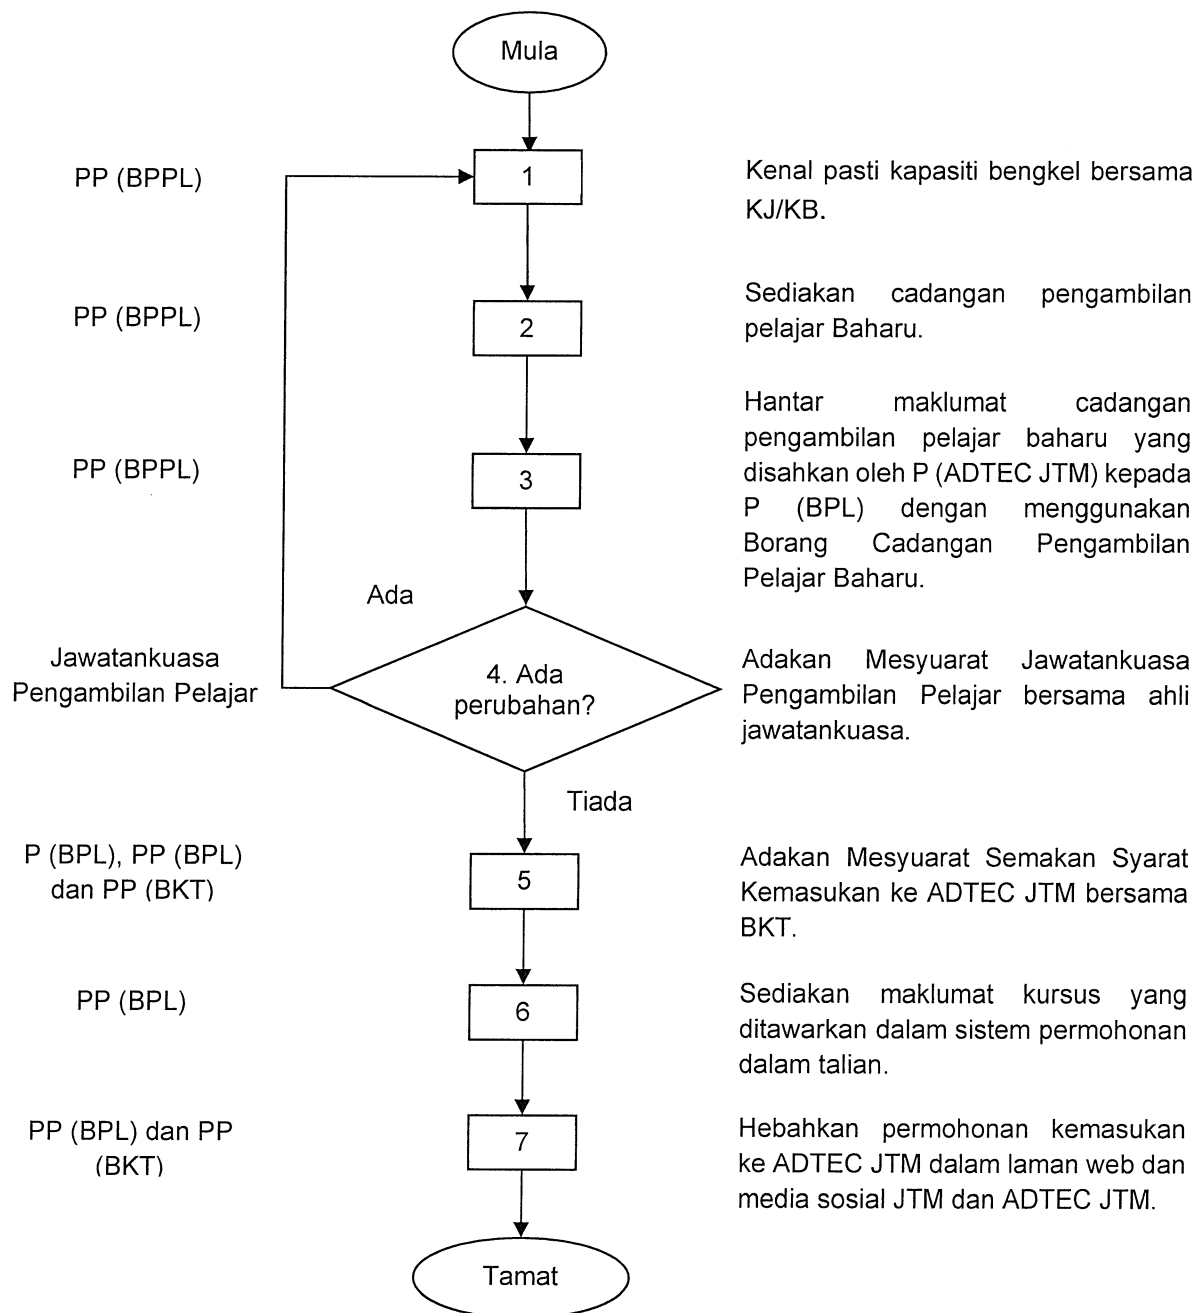 Mula
PP (BPPL)
1
Kenal pasti kapasiti bengkel bersama
KJ/KB.
PP (BPPL)
2
Sediakan cadangan pengambilan
pelajar Baharu.
PP (BPPL)
3
Hantar maklumat cadangan
pengambilan pelajar baharu yang
disahkan oleh P (ADTEC JTM) kepada
P (BPL) dengan menggunakan
Borang Cadangan Pengambilan
Pelajar Baharu.
Ada
Jawatankuasa
Pengambilan Pelajar
4. Ada
perubahan?
Adakan Mesyuarat Jawatankuasa
Pengambilan Pelajar bersama ahli
jawatankuasa.
Tiada
P (BPL), PP (BPL)
dan PP (BKT)
5
Adakan Mesyuarat Semakan Syarat
Kemasukan ke ADTEC JTM bersama
BKT.
PP (BPL)
6
Sediakan maklumat kursus yang
ditawarkan dalam sistem permohonan
dalam talian.
PP (BPL) dan PP
(BKT)
7
Hebahkan permohonan kemasukan
ke ADTEC JTM dalam laman web dan
media sosial JTM dan ADTEC JTM.
Tamat